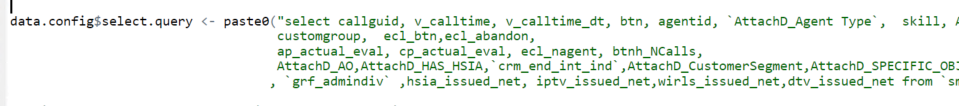 data.config$select.query <- paste0("select callguid, v_calltime, v_calltime_dt, btn, agentid, `AttachD_Agent Type`,  skill,
customgroup,  ecl_btn,ecl_abandon,
ap_actual_eval, cp_actual_eval, ecl_nagent, btnh_NCalls,
AttachD_AO,AttachD_HAS_HSIA,`crm_end_int_ind`,AttachD_CustomerSegment,AttachD_SPECIFIC_OBJ
, `grf_admindiv` ,hsia_issued_net, iptv_issued_net,wirls_issued_net,dtv_issued_net from `sm